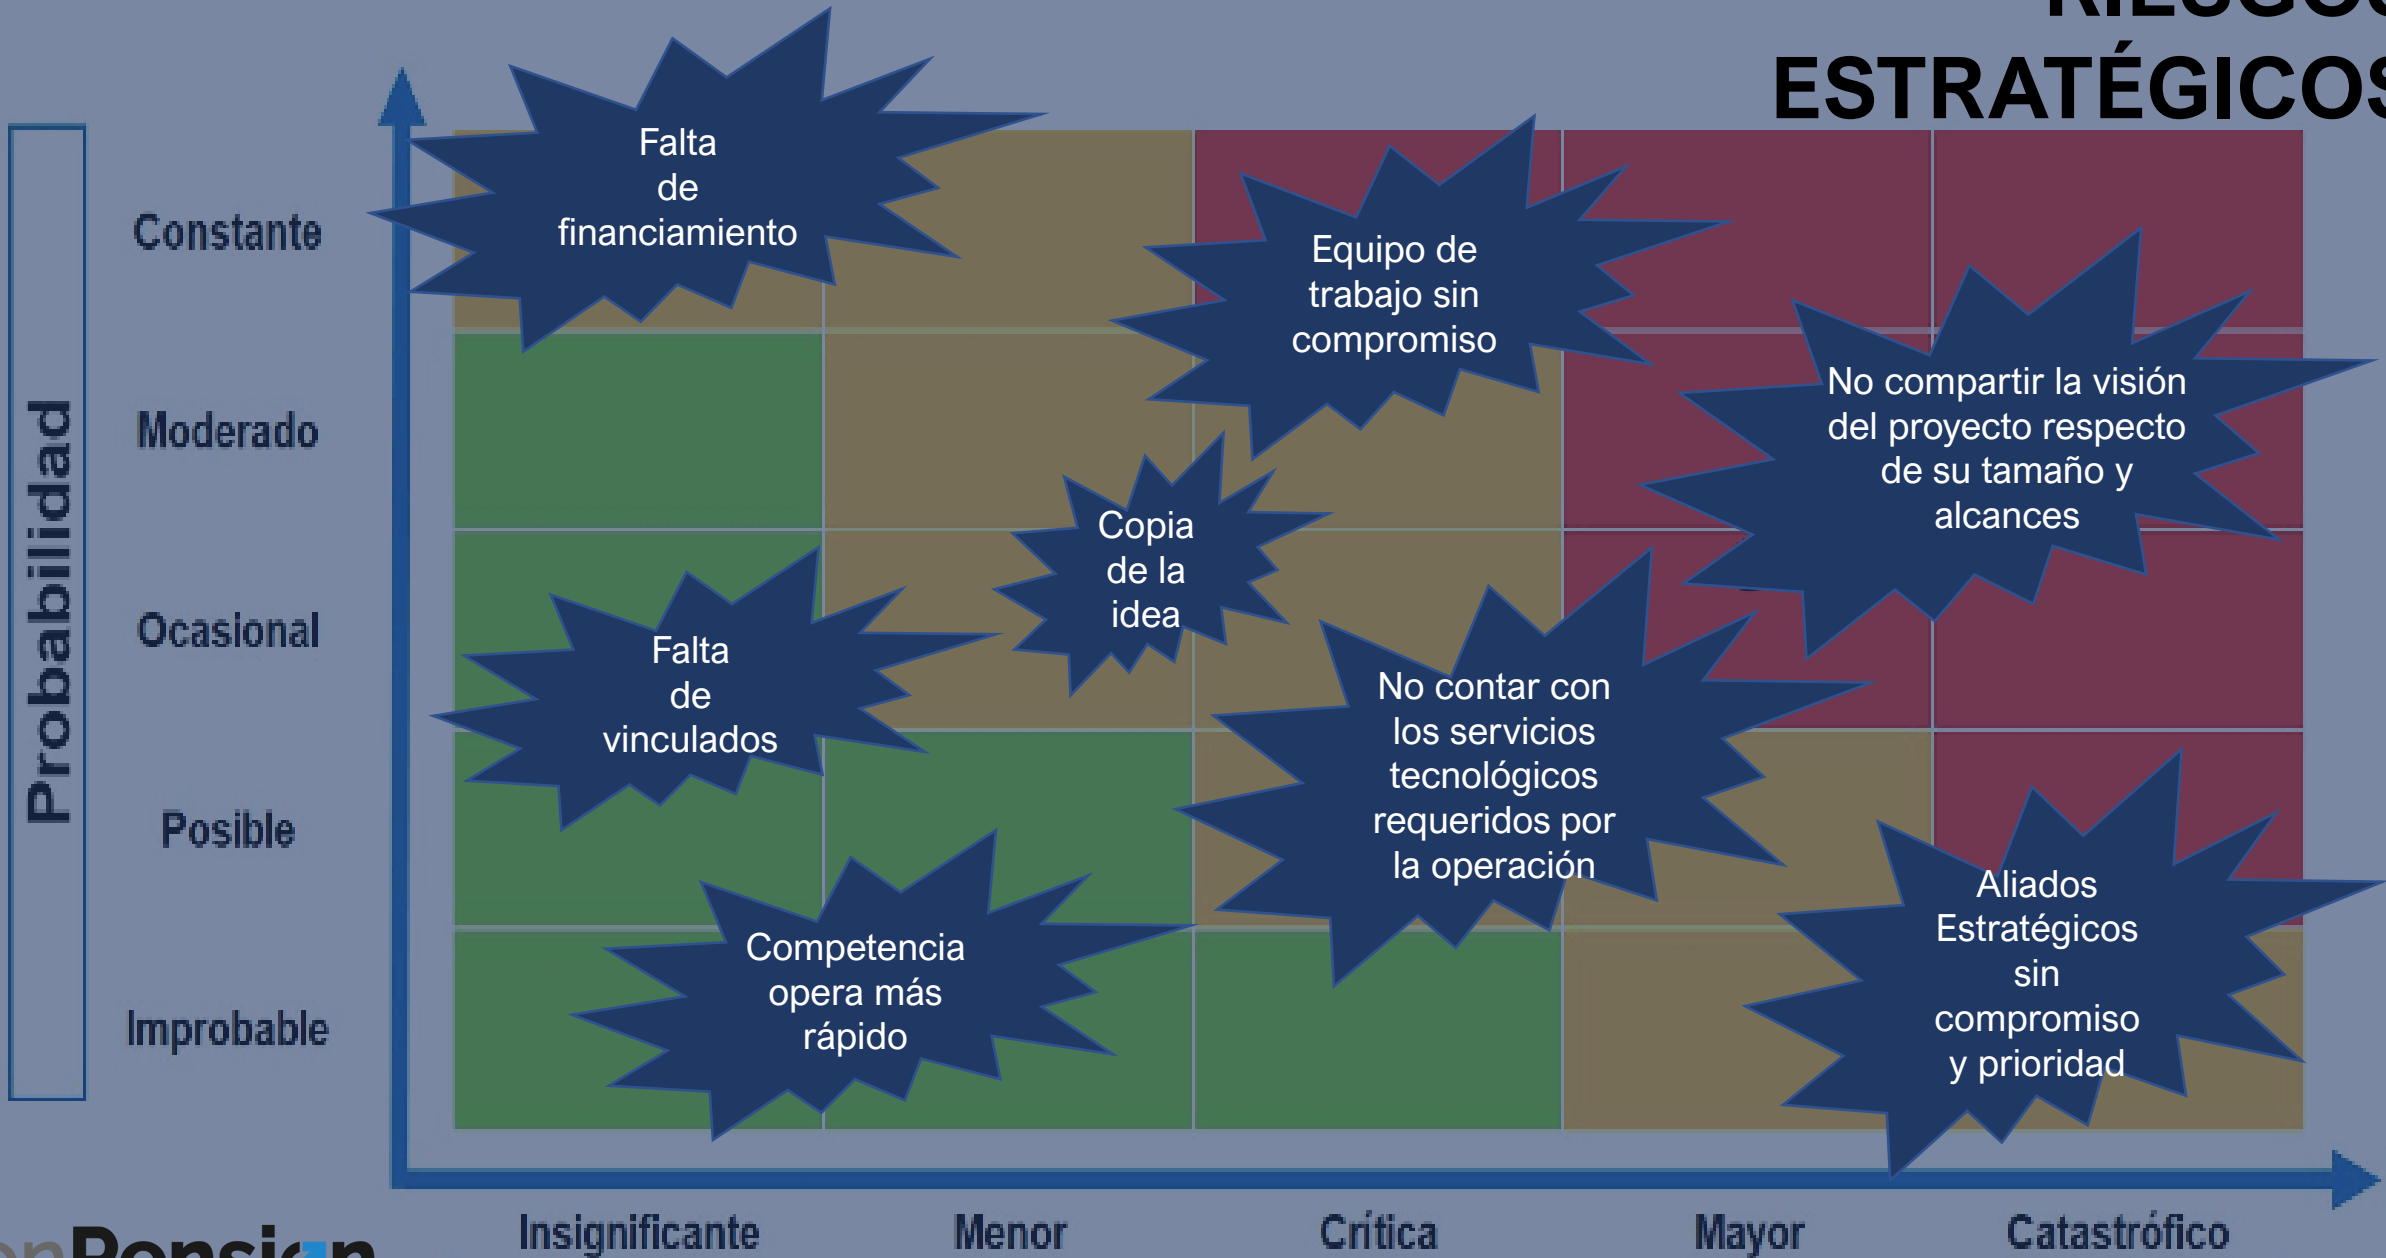 RIESGOS
ESTRATÉGICOS
Probabilidad
Constante
Moderado
Ocasional
Posible
Improbable
Falta
de
financiamiento
Equipo de
trabajo sin
compromiso
No compartir la visión
del proyecto respecto
de su tamaño y
alcances
Copia
de la
idea
Falta
de
vinculados
No contar con
los servicios
tecnológicos
requeridos por
la operación
Competencia
opera más
rápido
Aliados
Estratégicos
sin
compromiso
y prioridad
Insignificante
Menor
Crítica
Mayor
Catastrófico
onPension